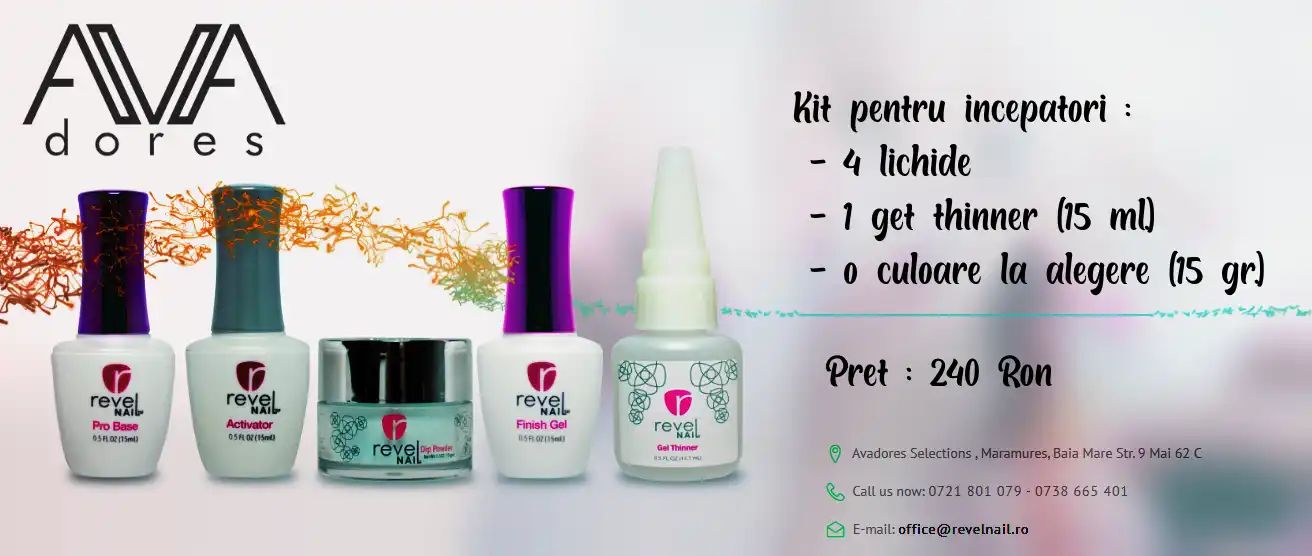 AVA
dores
Kit pentru incepatori :
- 4 lichide
- 1 get thinner (15 ml)
- o culoare la alegere (15 gr)
Pret : 240 Ron
Avadores Selections , Maramures, Baia Mare Str. 9 Mai 62 C
Call us now: 0721 801 079 - 0738 665 401
E-mail: office@revelnail.ro
r
revel
NAIL
Pro Base
0.5 FL OZ (15mL)
r
revel
NAIL
Activator
0.5 FL OZ (15mL)
r
revel
NAIL
Dip Powder
r
revel
NAIL
Finish Gel
0.5 FL OZ (15mL)
r
revel
NAIL
Gel Thinner